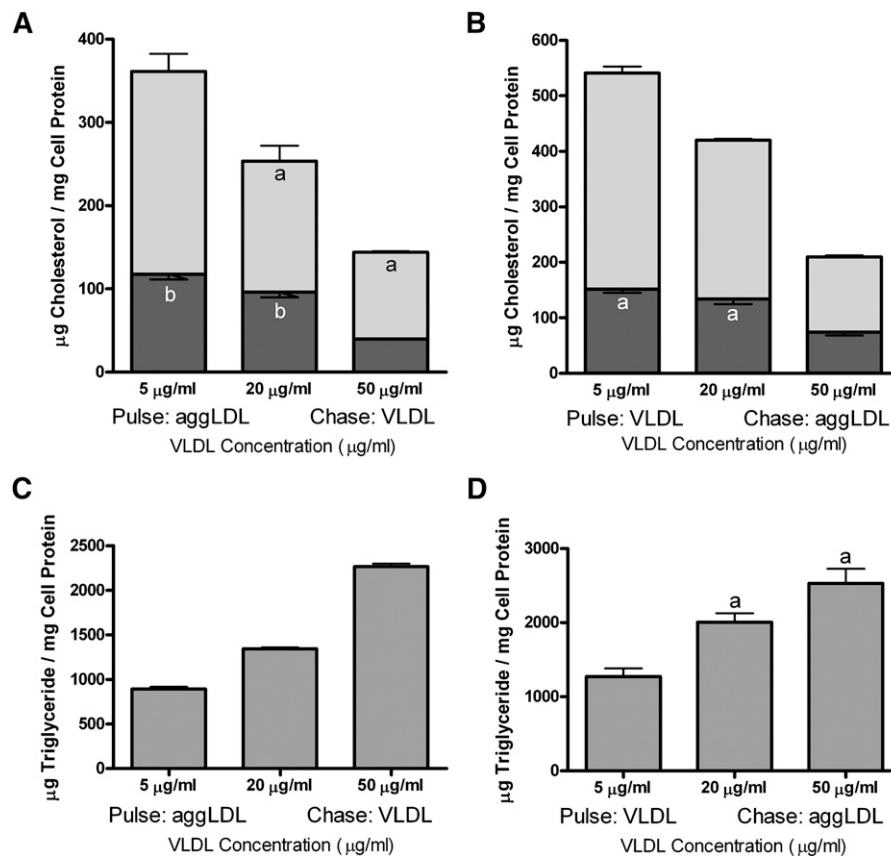 A
μg Cholesterol / mg Cell Protein
400
300
200
100
0
a
a
b
b
5 μg/ml 20 μg/ml 50 μg/ml
Pulse: aggLDL Chase: VLDL
VLDL Concentration ( μg/ml)
B
μg Cholesterol / mg Cell Protein
600
500
400
300
200
100
0
a
a
5 μg/ml 20 μg/ml 50 μg/ml
Pulse: VLDL Chase: aggLDL
VLDL Concentration ( μg/ml)
C
μg Triglyceride / mg Cell Protein
2500
2000
1500
1000
500
0
5 μg/ml 20 μg/ml 50 μg/ml
Pulse: aggLDL Chase: VLDL
VLDL Concentration ( μg/ml)
D
μg Triglyceride / mg Cell Protein
3000
2000
1000
0
a
a
5 μg/ml 20 μg/ml 50 μg/ml
Pulse: VLDL Chase: aggLDL
VLDL Concentration ( μg/ml)